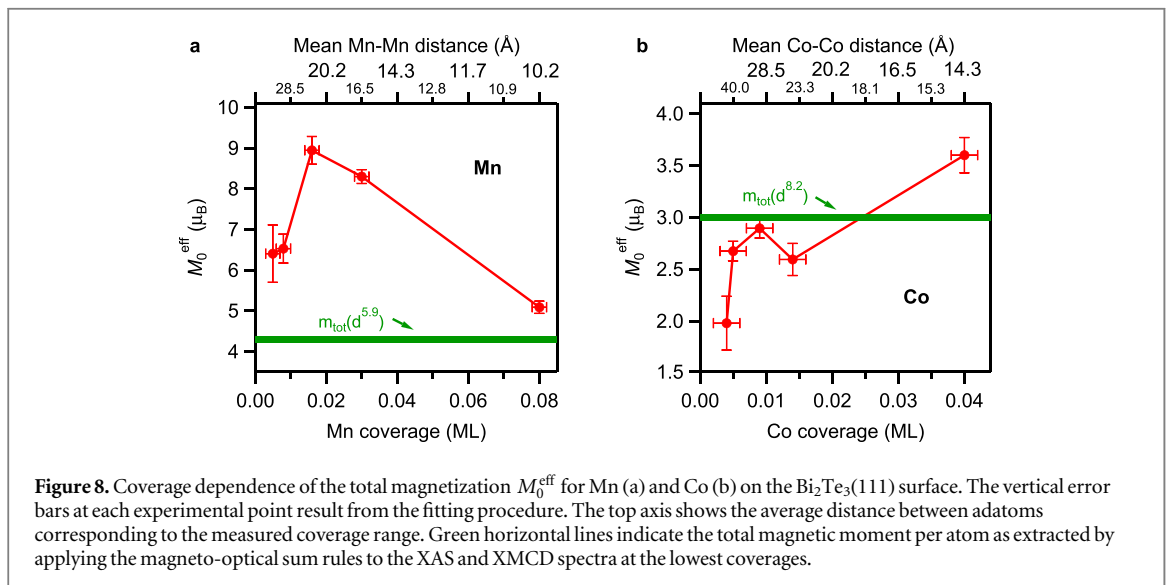 a
Mean Mn-Mn distance (Å)
20.2 14.3 11.7 10.2
28.5 16.5 12.8 10.9
10
9
8
7
6
5
4
M₀ᵉᶠᶠ (μ_B)
Mn
m_tot(d⁵·⁹)
0.00 0.02 0.04 0.06 0.08
Mn coverage (ML)
b
Mean Co-Co distance (Å)
28.5 20.2 16.5 14.3
40.0 23.3 18.1 15.3
4.0
3.5
3.0
2.5
2.0
1.5
M₀ᵉᶠᶠ (μ_B)
m_tot(d⁸·²)
Co
0.00 0.01 0.02 0.03 0.04
Co coverage (ML)
Figure 8. Coverage dependence of the total magnetization M₀ᵉᶠᶠ for Mn (a) and Co (b) on the Bi₂Te₃(111) surface. The vertical error
bars at each experimental point result from the fitting procedure. The top axis shows the average distance between adatoms
corresponding to the measured coverage range. Green horizontal lines indicate the total magnetic moment per atom as extracted by
applying the magneto-optical sum rules to the XAS and XMCD spectra at the lowest coverages.